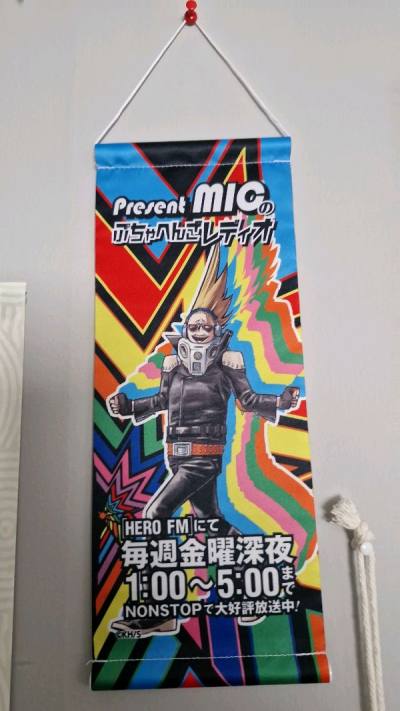 Present MICの
ぷちゃへんざレディオ
[HERO FM]にて
毎週金曜深夜
1:00～5:00まで
NONSTOPで大好評放送中!
©KH/S